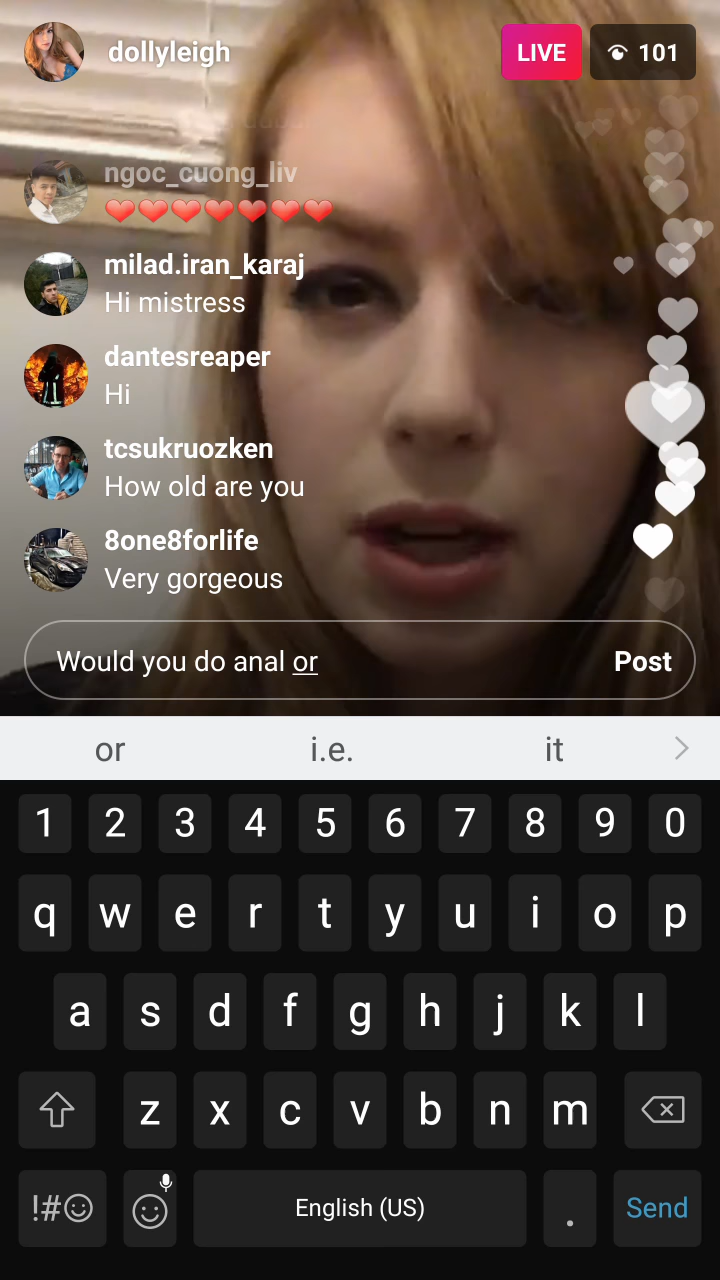 dollyleigh
LIVE
101
ngoc_cuong_liv
❤❤❤❤❤❤❤
milad.iran_karaj
Hi mistress
dantesreaper
Hi
tcsukruozken
How old are you
8one8forlife
Very gorgeous
Would you do anal or
Post
or i.e. it
1 2 3 4 5 6 7 8 9 0
q w e r t y u i o p
a s d f g h j k l
z x c v b n m
!#☺ English (US) . Send